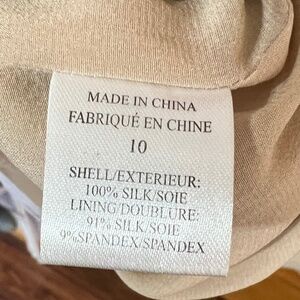 MADE IN CHINA
FABRIQUÉ EN CHINE
10
SHELL/EXTERIEUR:
100% SILK/SOIE
LINING/DOUBLURE:
91% SILK/SOIE
9%SPANDEX/SPANDEX